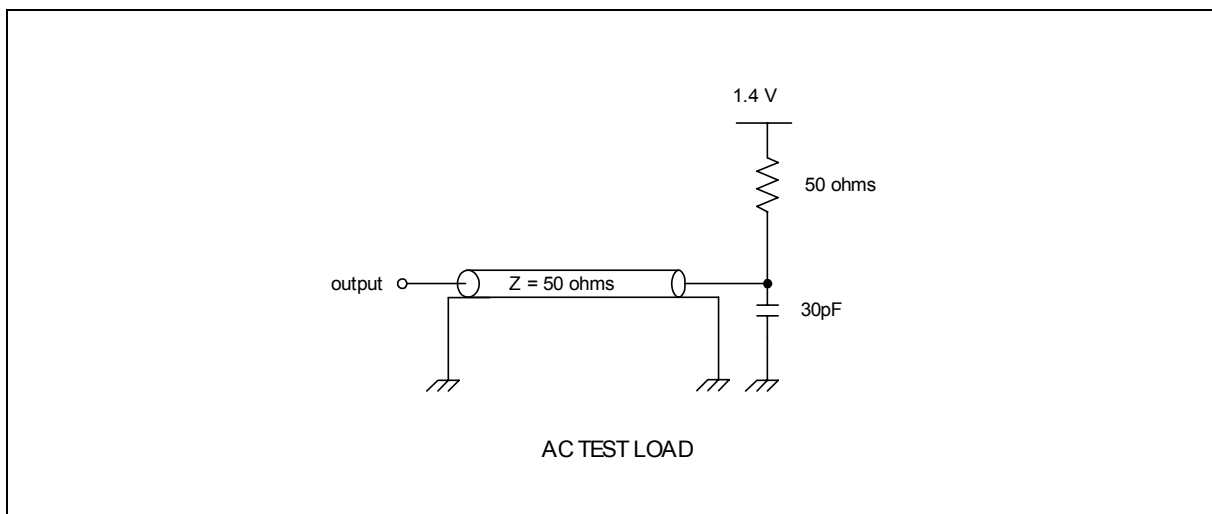 1.4 V
50 ohms
output
Z = 50 ohms
30pF
AC TEST LOAD